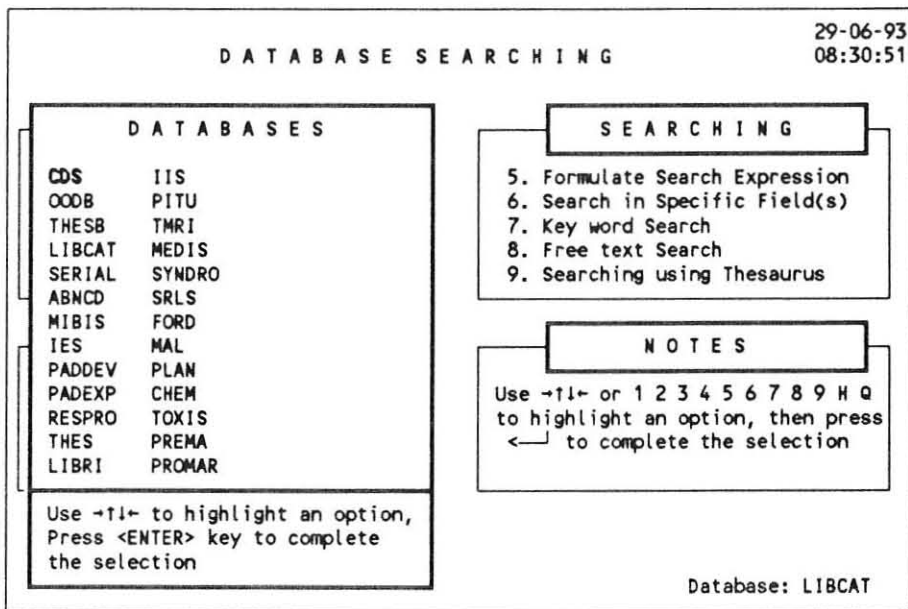 29-06-93
DATABASE SEARCHING 08:30:51
DATABASES
CDS IIS
OODB PITU
THESB TMRI
LIBCAT MEDIS
SERIAL SYNDRO
ABNCD SRLS
MIBIS FORD
IES MAL
PADDEV PLAN
PADEXP CHEM
RESPRO TOXIS
THES PREMA
LIBRI PROMAR
Use →↑↓← to highlight an option,
Press <ENTER> key to complete
the selection
SEARCHING
5. Formulate Search Expression
6. Search in Specific Field(s)
7. Key word Search
8. Free text Search
9. Searching using Thesaurus
NOTES
Use →↑↓← or 1 2 3 4 5 6 7 8 9 H Q
to highlight an option, then press
<──┘ to complete the selection
Database: LIBCAT